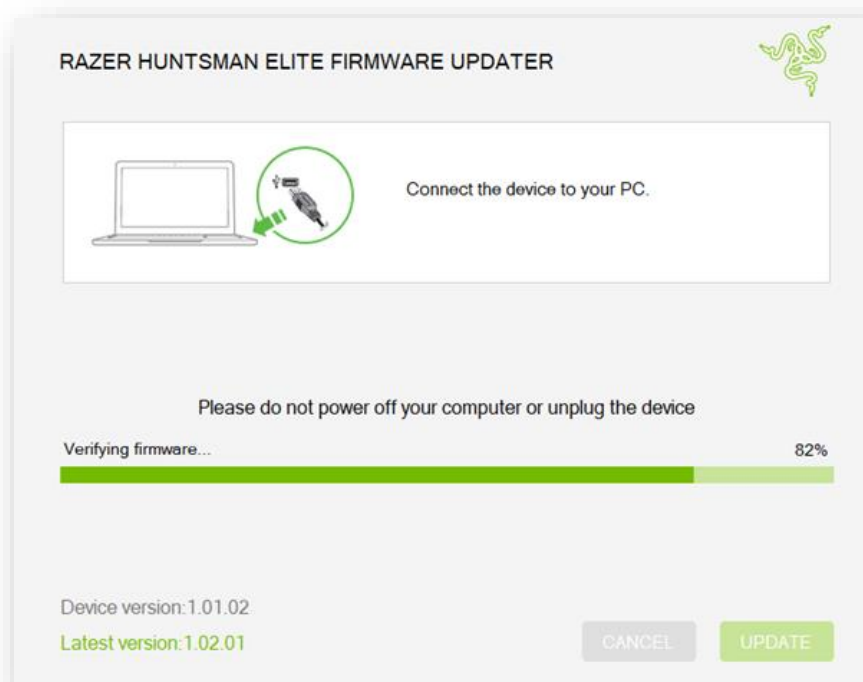 RAZER HUNTSMAN ELITE FIRMWARE UPDATER
Connect the device to your PC.
Please do not power off your computer or unplug the device
Verifying firmware... 82%
Device version:1.01.02
Latest version:1.02.01
CANCEL UPDATE